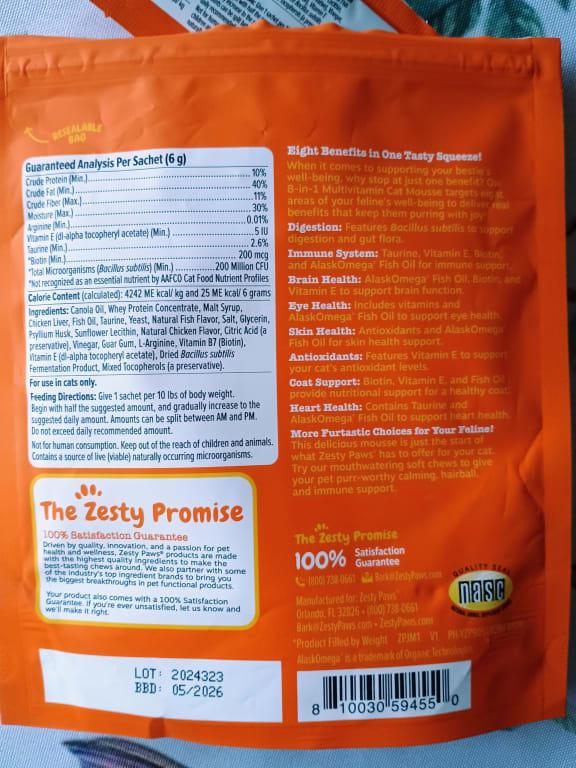 RESEALABLE
BAG
Guaranteed Analysis Per Sachet (6 g)
Crude Protein (Min.) 10%
Crude Fat (Min.) 40%
Crude Fiber (Max.) 11%
Moisture (Max.) 30%
Arginine (Min.) 0.01%
Vitamin E (dl-alpha tocopheryl acetate) (Min.) 5 IU
Taurine (Min.) 2.6%
*Biotin (Min.) 200 mcg
*Total Microorganisms (Bacillus subtilis) (Min.) 200 Million CFU
*Not recognized as an essential nutrient by AAFCO Cat Food Nutrient Profiles
Calorie Content (calculated): 4242 ME kcal/ kg and 25 ME kcal/ 6 grams
Ingredients: Canola Oil, Whey Protein Concentrate, Malt Syrup,
Chicken Liver, Fish Oil, Taurine, Yeast, Natural Fish Flavor, Salt, Glycerin,
Psyllium Husk, Sunflower Lecithin, Natural Chicken Flavor, Citric Acid (a
preservative), Vinegar, Guar Gum, L-Arginine, Vitamin B7 (Biotin),
Vitamin E (dl-alpha tocopheryl acetate), Dried Bacillus subtilis
Fermentation Product, Mixed Tocopherols (a preservative).
For use in cats only.
Feeding Directions: Give 1 sachet per 10 lbs of body weight.
Begin with half the suggested amount, and gradually increase to the
suggested daily amount. Amounts can be split between AM and PM.
Do not exceed daily recommended amount.
Not for human consumption. Keep out of the reach of children and animals.
Contains a source of live (viable) naturally occurring microorganisms.
The Zesty Promise
100% Satisfaction Guarantee
Driven by quality, innovation, and a passion for pet
health and wellness, Zesty Paws® products are made
with the highest quality ingredients to make the
best-tasting chews around. We also partner with some
of the industry's top ingredient brands to bring you
the biggest breakthroughs in pet functional products.
Your product also comes with a 100% Satisfaction
Guarantee. If you're ever unsatisfied, let us know and
we'll make it right.
LOT: 2024323
BBD: 05/2026
Eight Benefits in One Tasty Squeeze!
When it comes to supporting your bestie's
well-being, why stop at just one benefit? Our
8-in-1 Multivitamin Cat Mousse targets eight
areas of your feline's well-being to deliver real
benefits that keep them purring with joy!
Digestion: Features Bacillus subtilis to support
digestion and gut flora.
Immune System: Taurine, Vitamin E, Biotin,
and AlaskOmega® Fish Oil for immune support.
Brain Health: AlaskOmega® Fish Oil, Biotin, and
Vitamin E to support brain function.
Eye Health: Includes vitamins and
AlaskOmega® Fish Oil to support eye health.
Skin Health: Antioxidants and AlaskOmega®
Fish Oil for skin health support.
Antioxidants: Features Vitamin E to support
your cat's antioxidant levels.
Coat Support: Biotin, Vitamin E, and Fish Oil
provide nutritional support for a healthy coat.
Heart Health: Contains Taurine and
AlaskOmega® Fish Oil to support heart health.
More Furtastic Choices for Your Feline!
This delicious mousse is just the start of
what Zesty Paws® has to offer for your cat.
Try our mouthwatering soft chews to give
your pet purr-worthy calming, hairball,
and immune support.
The Zesty Promise
100% Satisfaction
Guarantee
(800) 738-0661 Bark@ZestyPaws.com
Manufactured for: Zesty Paws®
Orlando, FL 32826 • (800) 738-0661
Bark@ZestyPaws.com • ZestyPaws.com
*Product Filled by Weight ZPJM1 V1
AlaskOmega® is a trademark of Organic Technologies
QUALITY SEAL
nasc
8 10030 59455 0